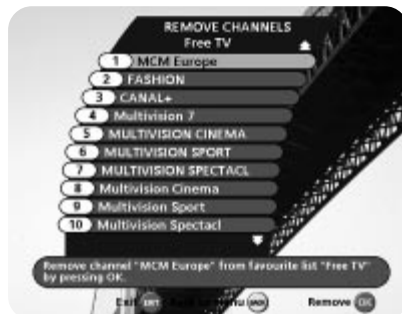 REMOVE CHANNELS
Free TV
1 MCM Europe
2 FASHION
3 CANAL+
4 Multivision 7
5 MULTIVISION CINEMA
6 MULTIVISION SPORT
7 MULTIVISION SPECTACL
8 Multivision Cinema
9 Multivision Sport
10 Multivision Spectacl
Remove channel "MCM Europe" from favourite list "Free TV"
by pressing OK.
Exit Menu Remove OK